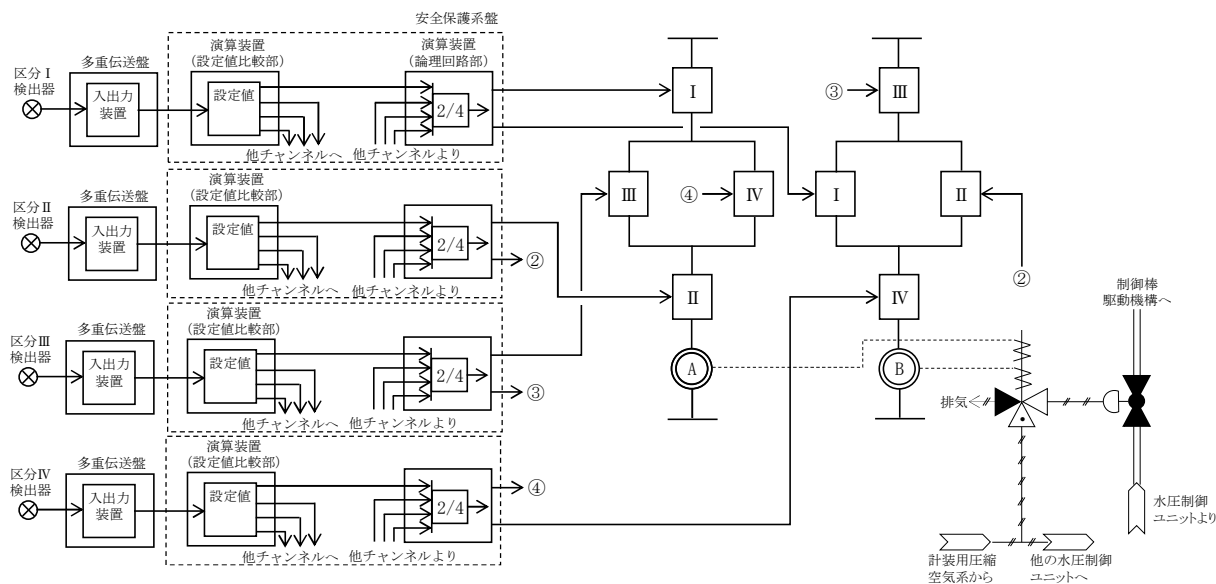 安全保護系盤
多重伝送盤
演算装置
(設定値比較部)
演算装置
(論理回路部)
区分Ⅰ
検出器
入出力
装置
設定値
2/4
他チャンネルへ
他チャンネルより
Ⅰ
③
Ⅲ
多重伝送盤
演算装置
(設定値比較部)
区分Ⅱ
検出器
入出力
装置
設定値
2/4
②
他チャンネルへ
他チャンネルより
Ⅲ
④
Ⅳ
Ⅰ
Ⅱ
②
Ⅱ
Ⅳ
制御棒
駆動機構へ
多重伝送盤
演算装置
(設定値比較部)
区分Ⅲ
検出器
入出力
装置
設定値
2/4
③
他チャンネルへ
他チャンネルより
A
B
排気
多重伝送盤
演算装置
(設定値比較部)
区分Ⅳ
検出器
入出力
装置
設定値
2/4
④
他チャンネルへ
他チャンネルより
水圧制御
ユニットより
計装用圧縮
空気系から
他の水圧制御
ユニットへ